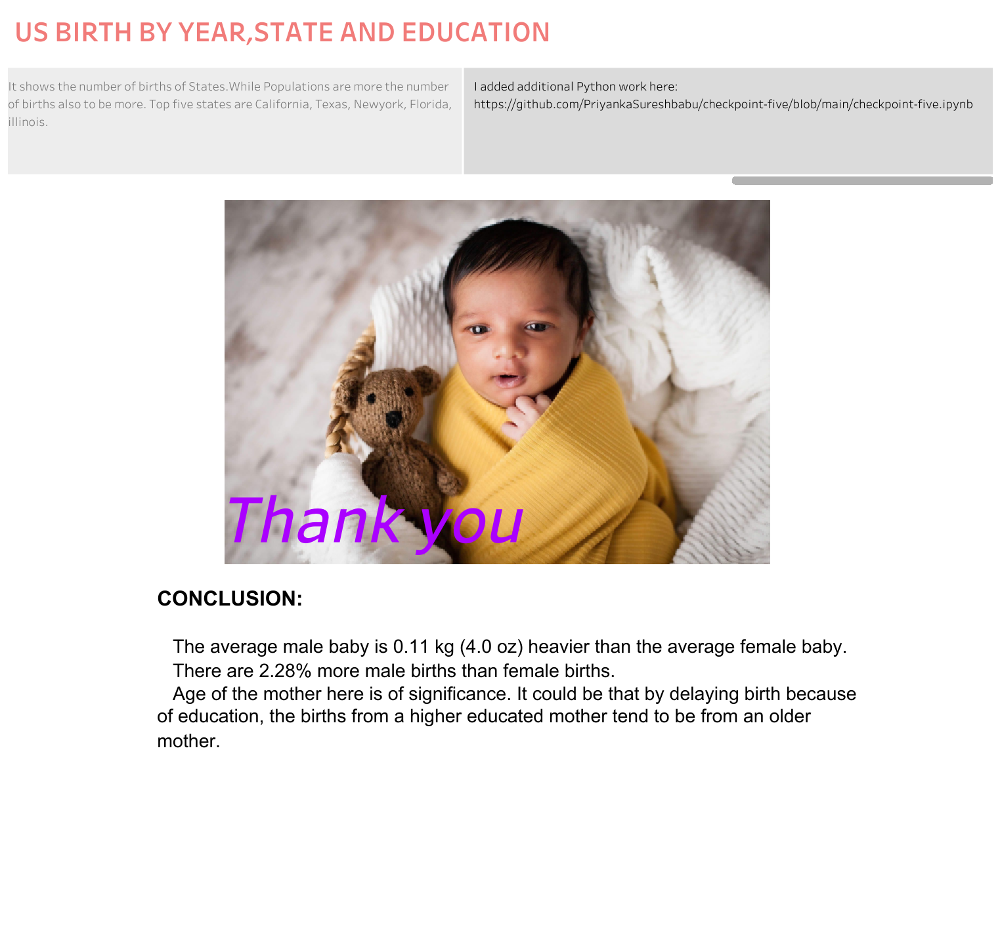 US BIRTH BY YEAR,STATE AND EDUCATION
It shows the number of births of States.While Populations are more the number
of births also to be more. Top five states are California, Texas, Newyork, Florida,
illinois.
I added additional Python work here:
https://github.com/PriyankaSureshbabu/checkpoint-five/blob/main/checkpoint-five.ipynb
Thank you
CONCLUSION:
The average male baby is 0.11 kg (4.0 oz) heavier than the average female baby.
There are 2.28% more male births than female births.
Age of the mother here is of significance. It could be that by delaying birth because
of education, the births from a higher educated mother tend to be from an older
mother.